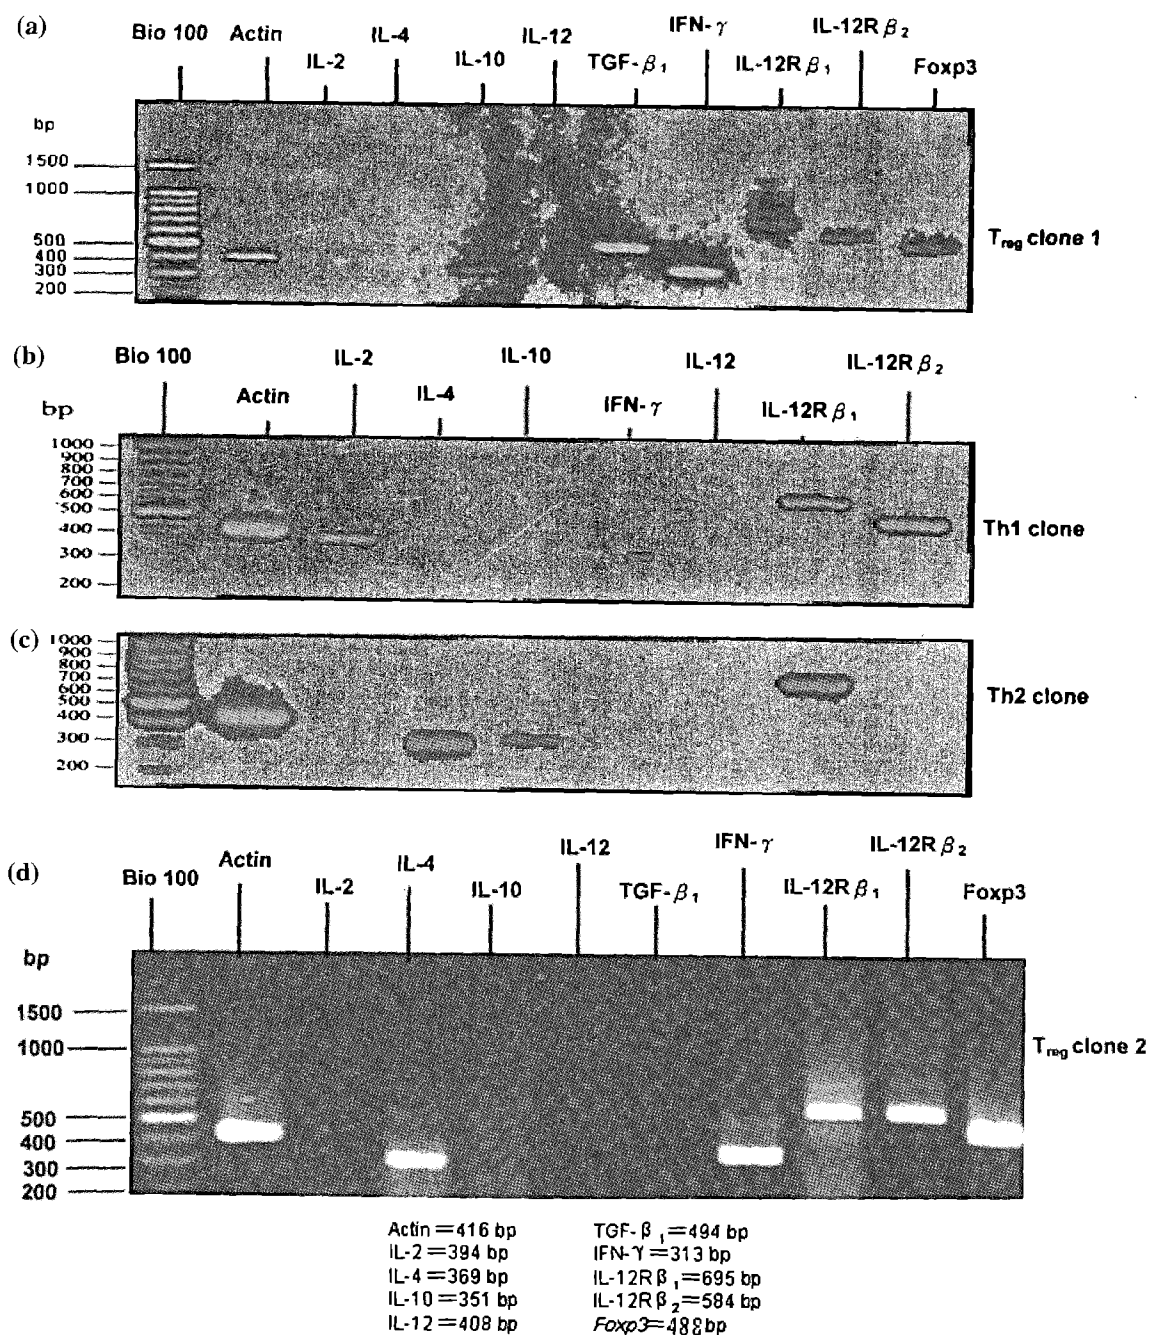 (a)
Bio 100 Actin IL-2 IL-4 IL-10 IL-12 TGF-β₁ IFN-γ IL-12Rβ₁ IL-12Rβ₂ Foxp3
bp
1500
1000
500
400
300
200
Treg clone 1
(b)
Bio 100 Actin IL-2 IL-4 IL-10 IFN-γ IL-12 IL-12Rβ₁ IL-12Rβ₂
bp
1000
900
800
700
600
500
400
300
200
Th1 clone
(c)
1000
900
800
700
600
500
400
300
200
Th2 clone
(d)
Bio 100 Actin IL-2 IL-4 IL-10 IL-12 TGF-β₁ IFN-γ IL-12Rβ₁ IL-12Rβ₂ Foxp3
bp
1500
1000
500
400
300
200
Treg clone 2
Actin=416 bp
IL-2=394 bp
IL-4=369 bp
IL-10=351 bp
IL-12=408 bp
TGF-β₁=494 bp
IFN-γ=313 bp
IL-12Rβ₁=695 bp
IL-12Rβ₂=584 bp
Foxp3=488bp